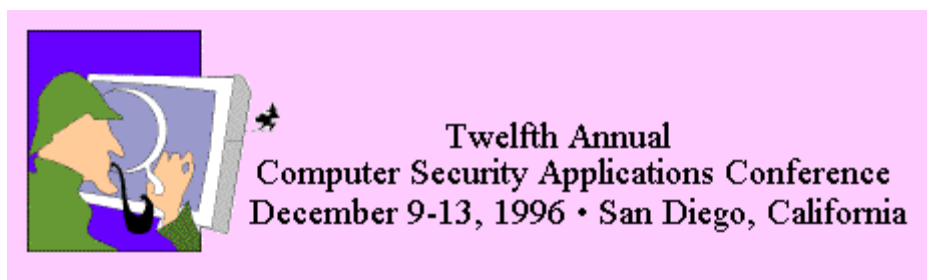 Twelfth Annual
Computer Security Applications Conference
December 9-13, 1996 • San Diego, California